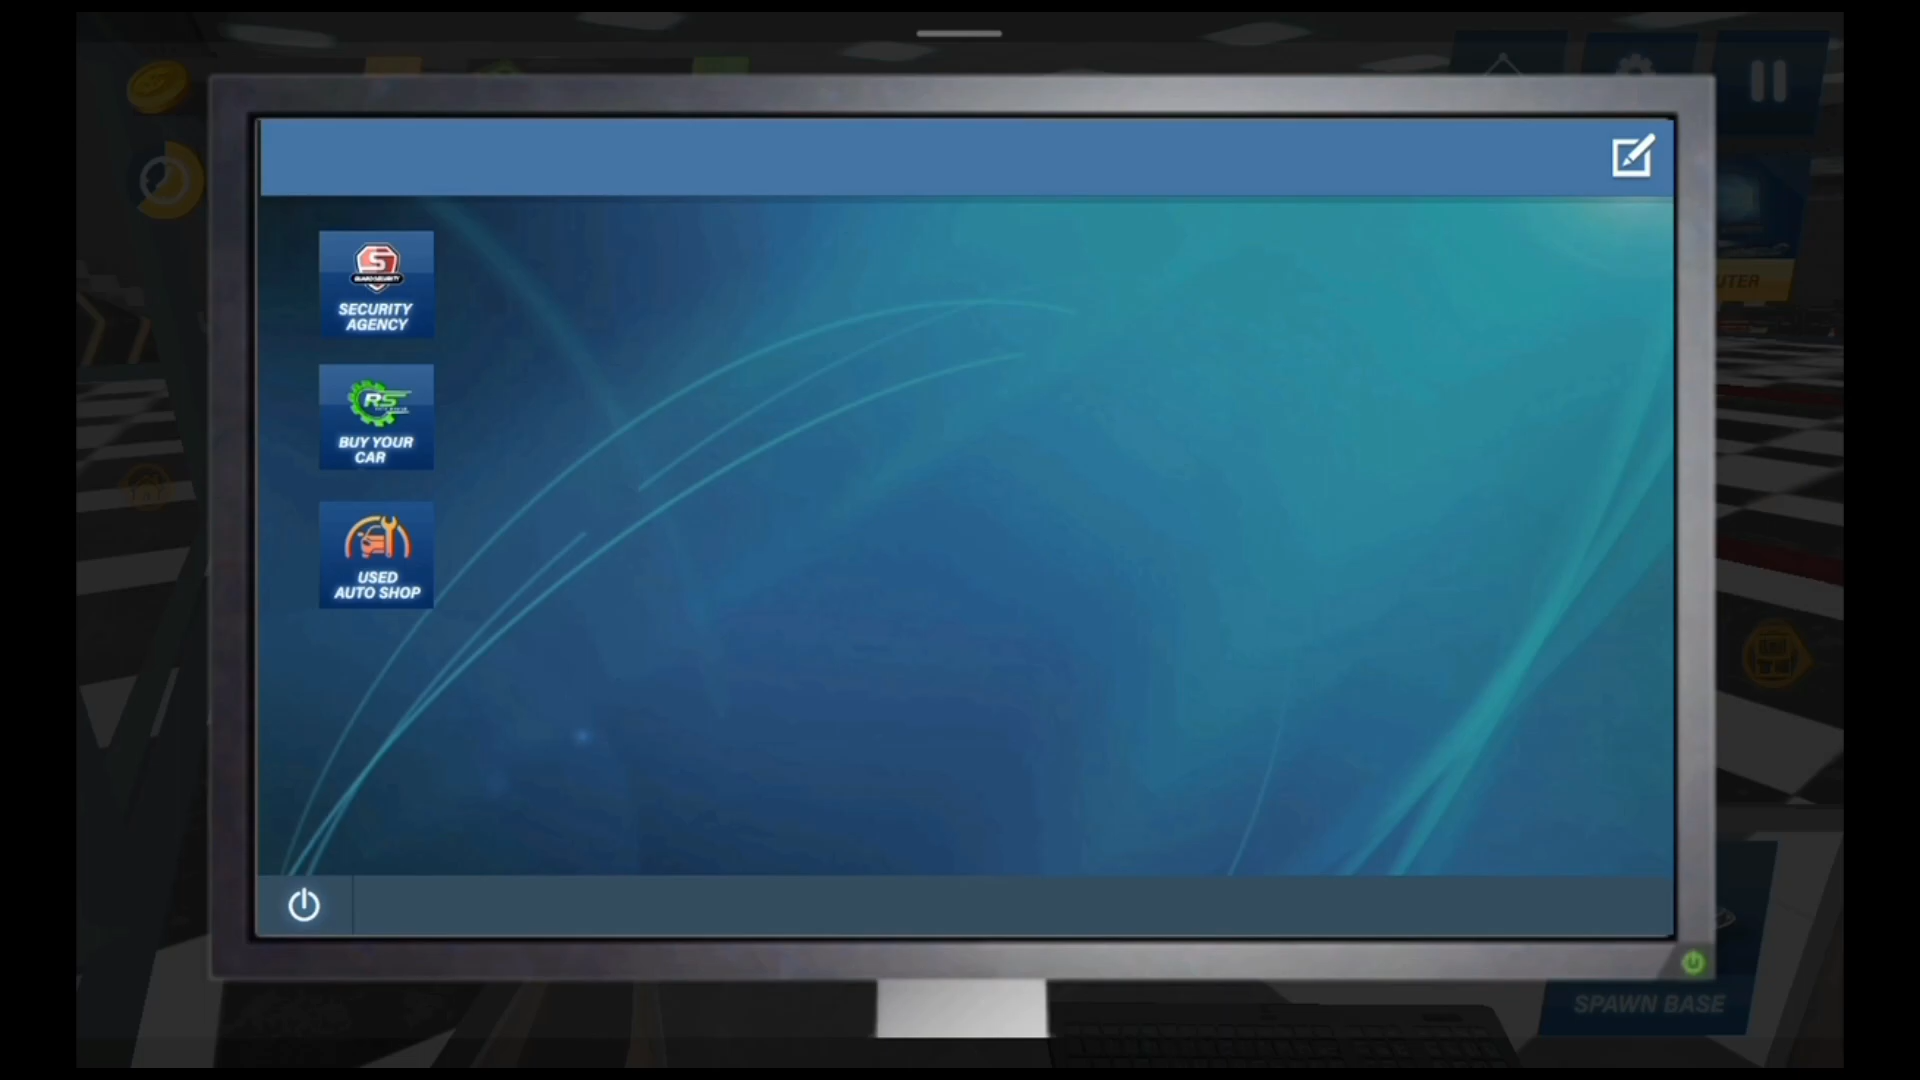 SECURITY
AGENCY
RS
BUY YOUR
CAR
USED
AUTO SHOP
SPAWN BASE